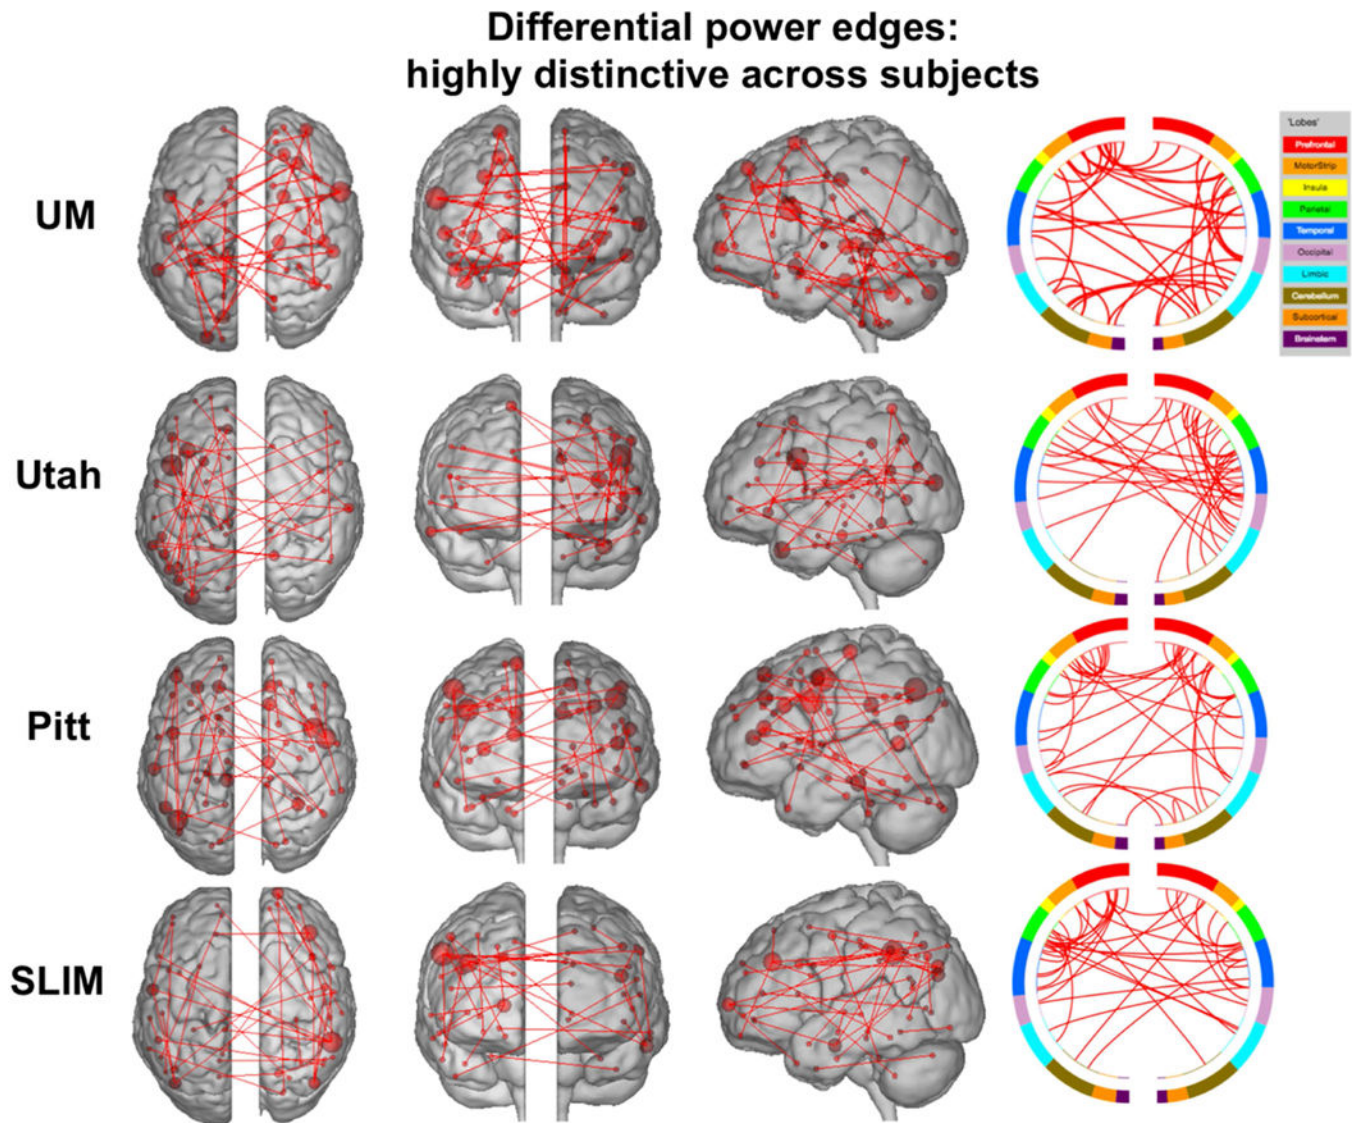 Differential power edges:
highly distinctive across subjects
UM
'Lobes'
Prefrontal
MotorStrip
Insula
Parietal
Temporal
Occipital
Limbic
Cerebellum
Subcortical
Brainstem
Utah
Pitt
SLIM